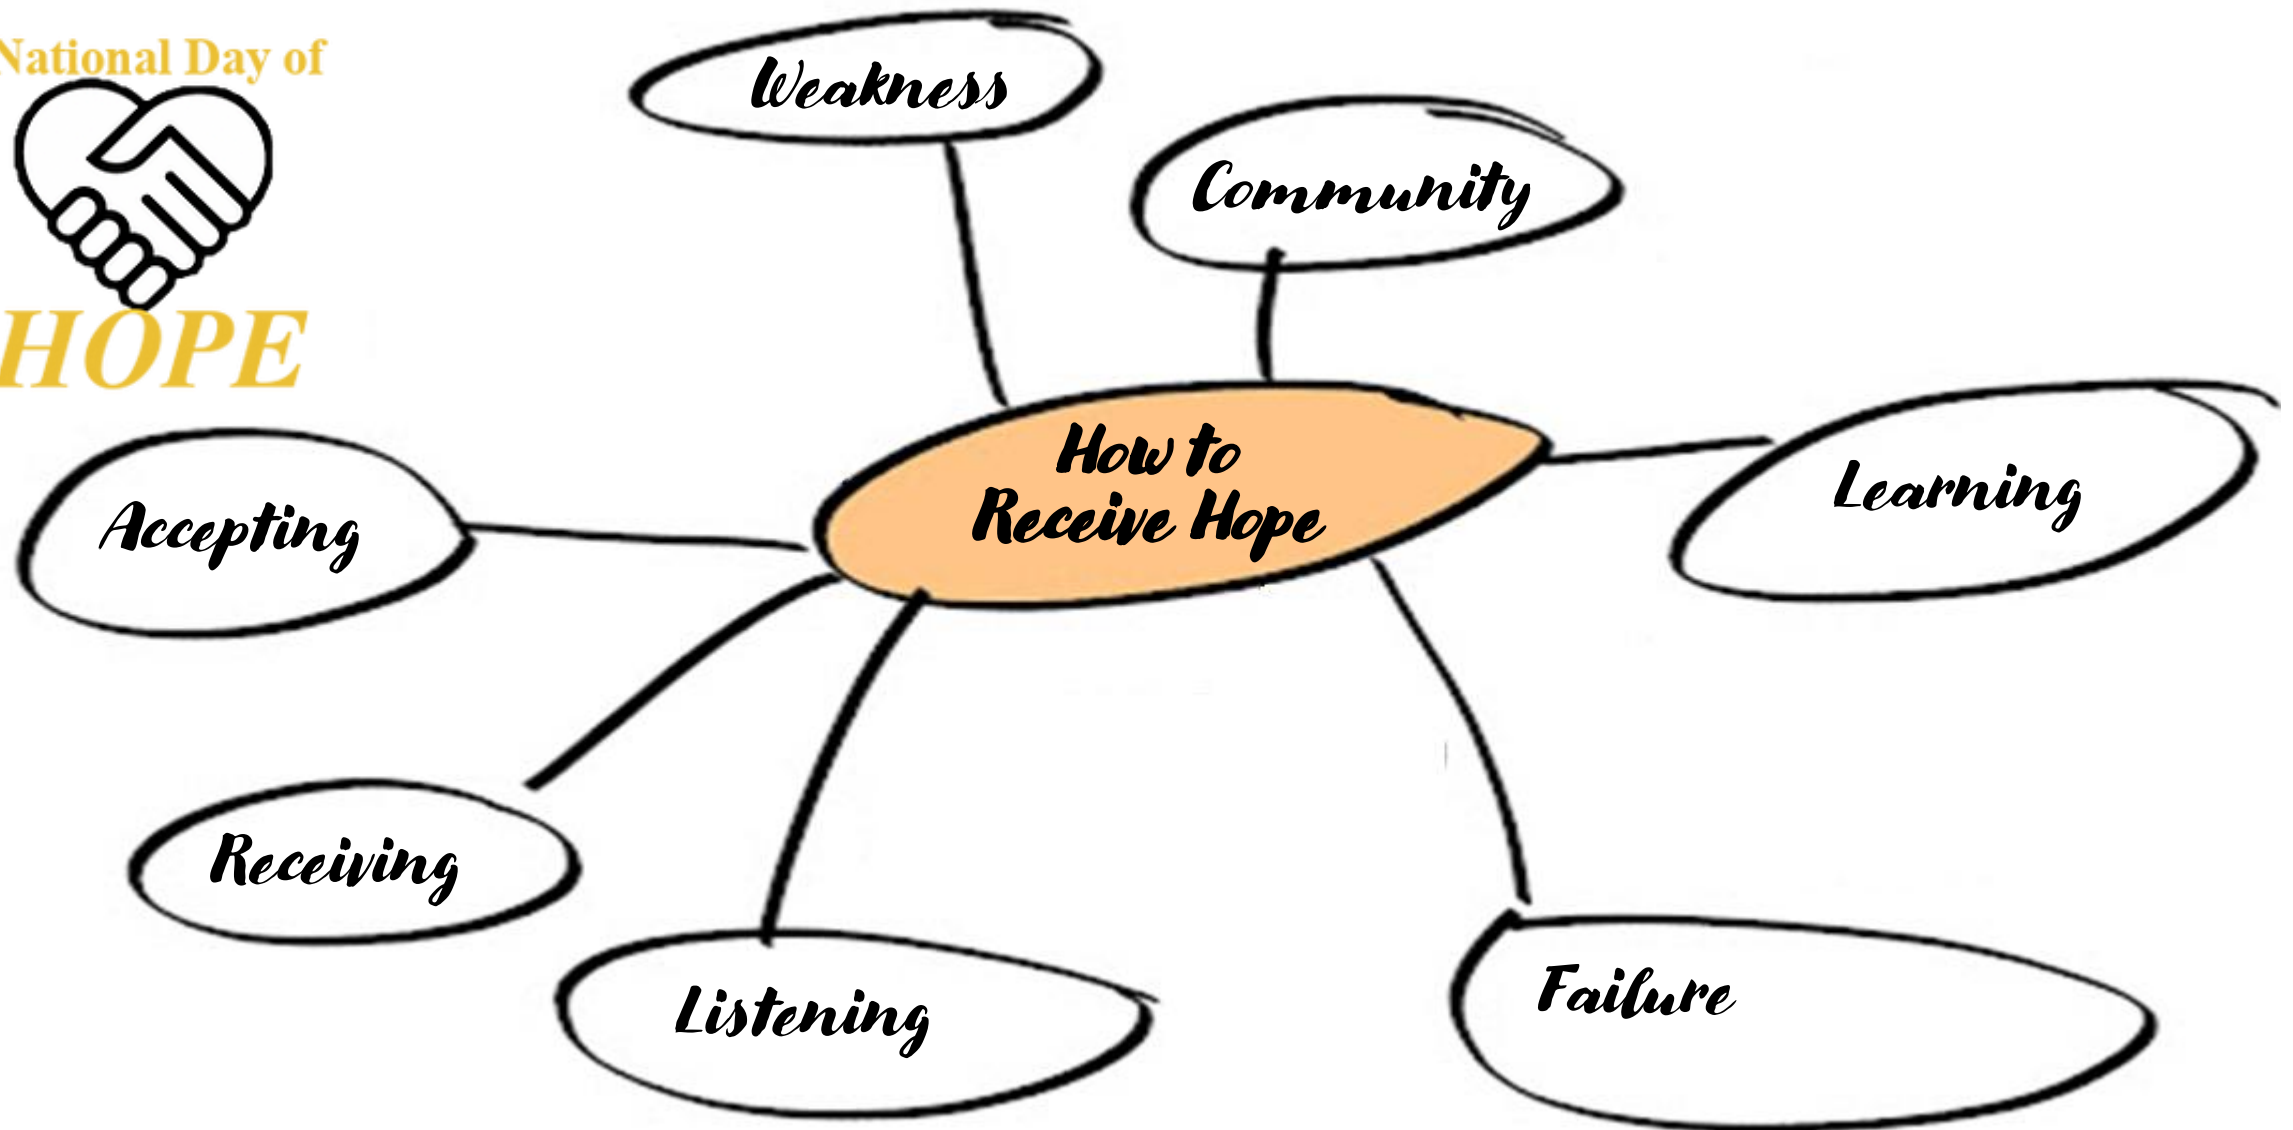 National Day of
HOPE
Weakness
Community
How to
Receive Hope
Learning
Accepting
Receiving
Listening
Failure